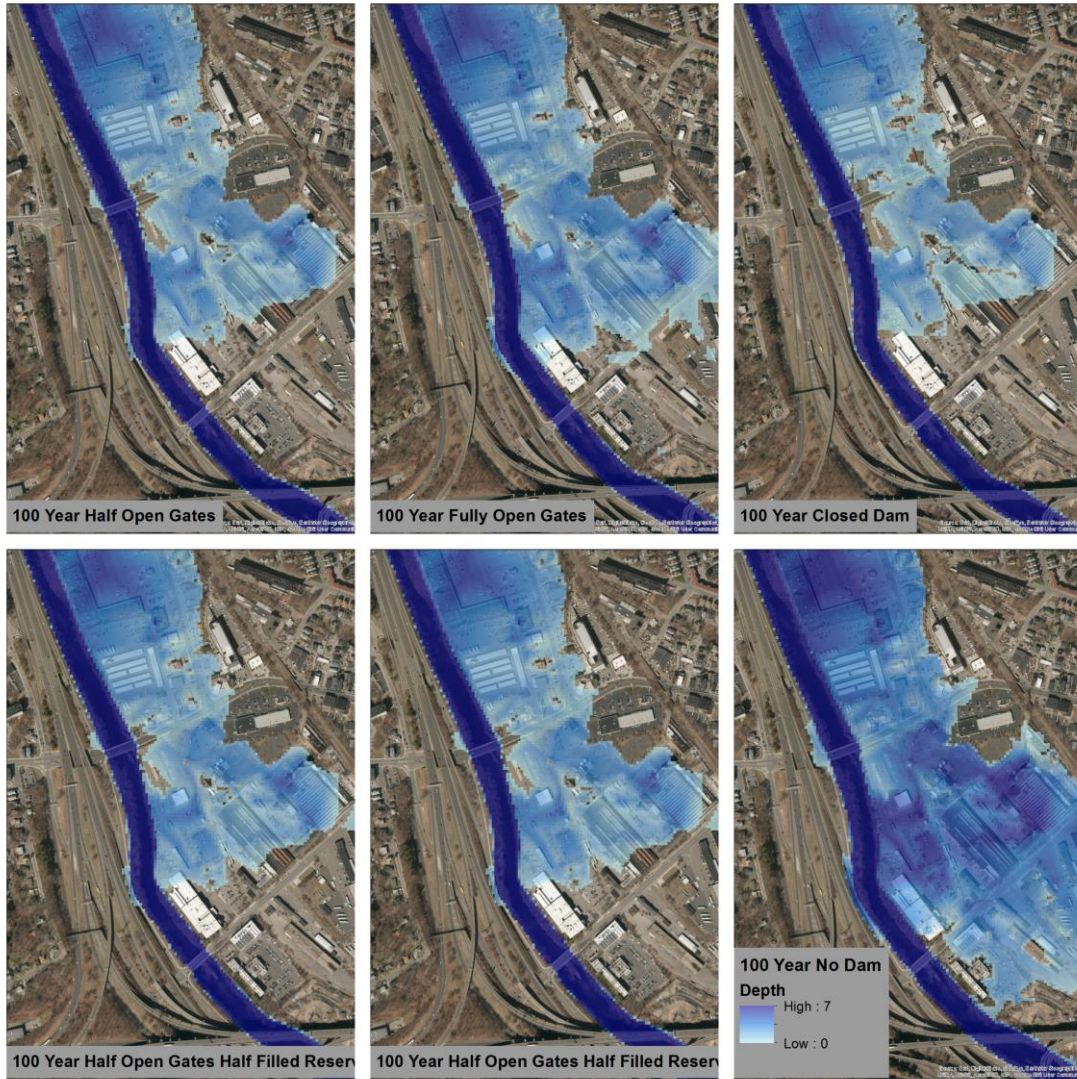 100 Year Half Open Gates
100 Year Fully Open Gates
100 Year Closed Dam
100 Year Half Open Gates Half Filled Reserv
100 Year Half Open Gates Half Filled Reserv
100 Year No Dam
Depth
High : 7
Low : 0